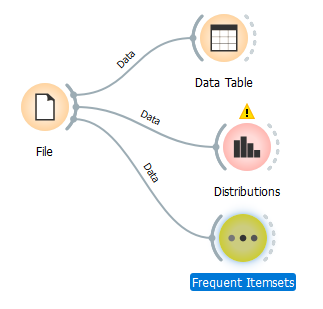 Data
Data Table
Data
File
Distributions
Data
Frequent Itemsets